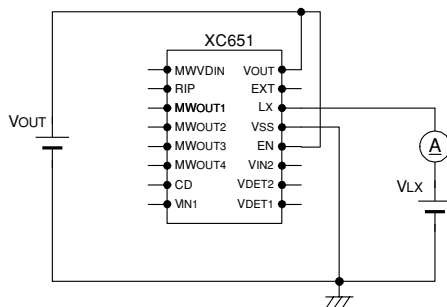 XC651
MWVDIN VOUT
RIP EXT
MWOUT1 LX
MWOUT2 VSS
MWOUT3 EN
MWOUT4 VIN2
CD VDET2
VIN1 VDET1
VOUT
A
VLX